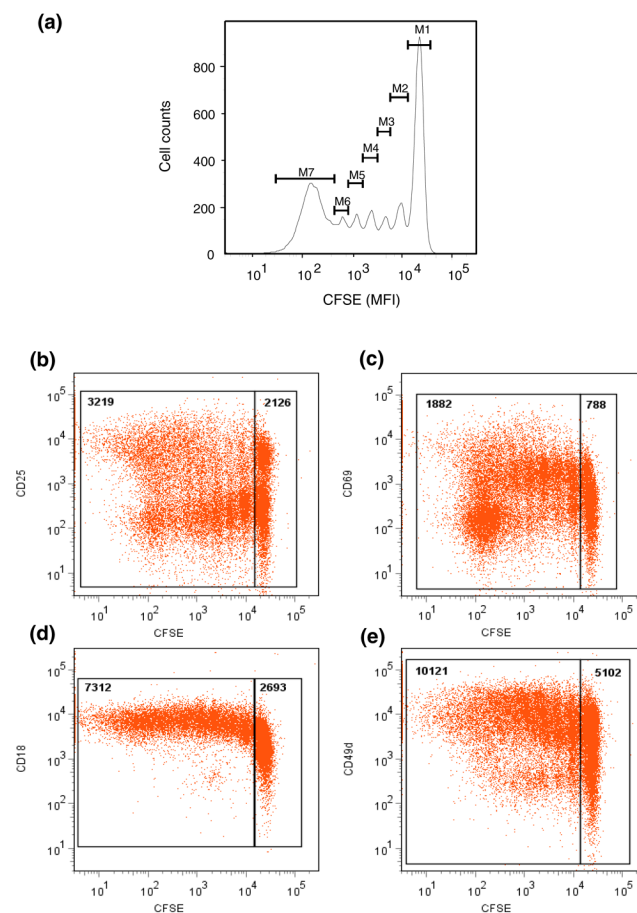 (a)
M1
M2
M3
M4
M5
M6
M7
800
600
400
200
0
Cell counts
10¹ 10² 10³ 10⁴ 10⁵
CFSE (MFI)
(b)
3219 2126
10⁵
10⁴
10³
10²
10¹
CD25
10¹ 10² 10³ 10⁴ 10⁵
CFSE
(c)
1882 788
10⁵
10⁴
10³
10²
10¹
CD69
10¹ 10² 10³ 10⁴ 10⁵
CFSE
(d)
7312 2693
10⁵
10⁴
10³
10²
10¹
CD18
10¹ 10² 10³ 10⁴ 10⁵
CFSE
(e)
10121 5102
10⁵
10⁴
10³
10²
10¹
CD49d
10¹ 10² 10³ 10⁴ 10⁵
CFSE